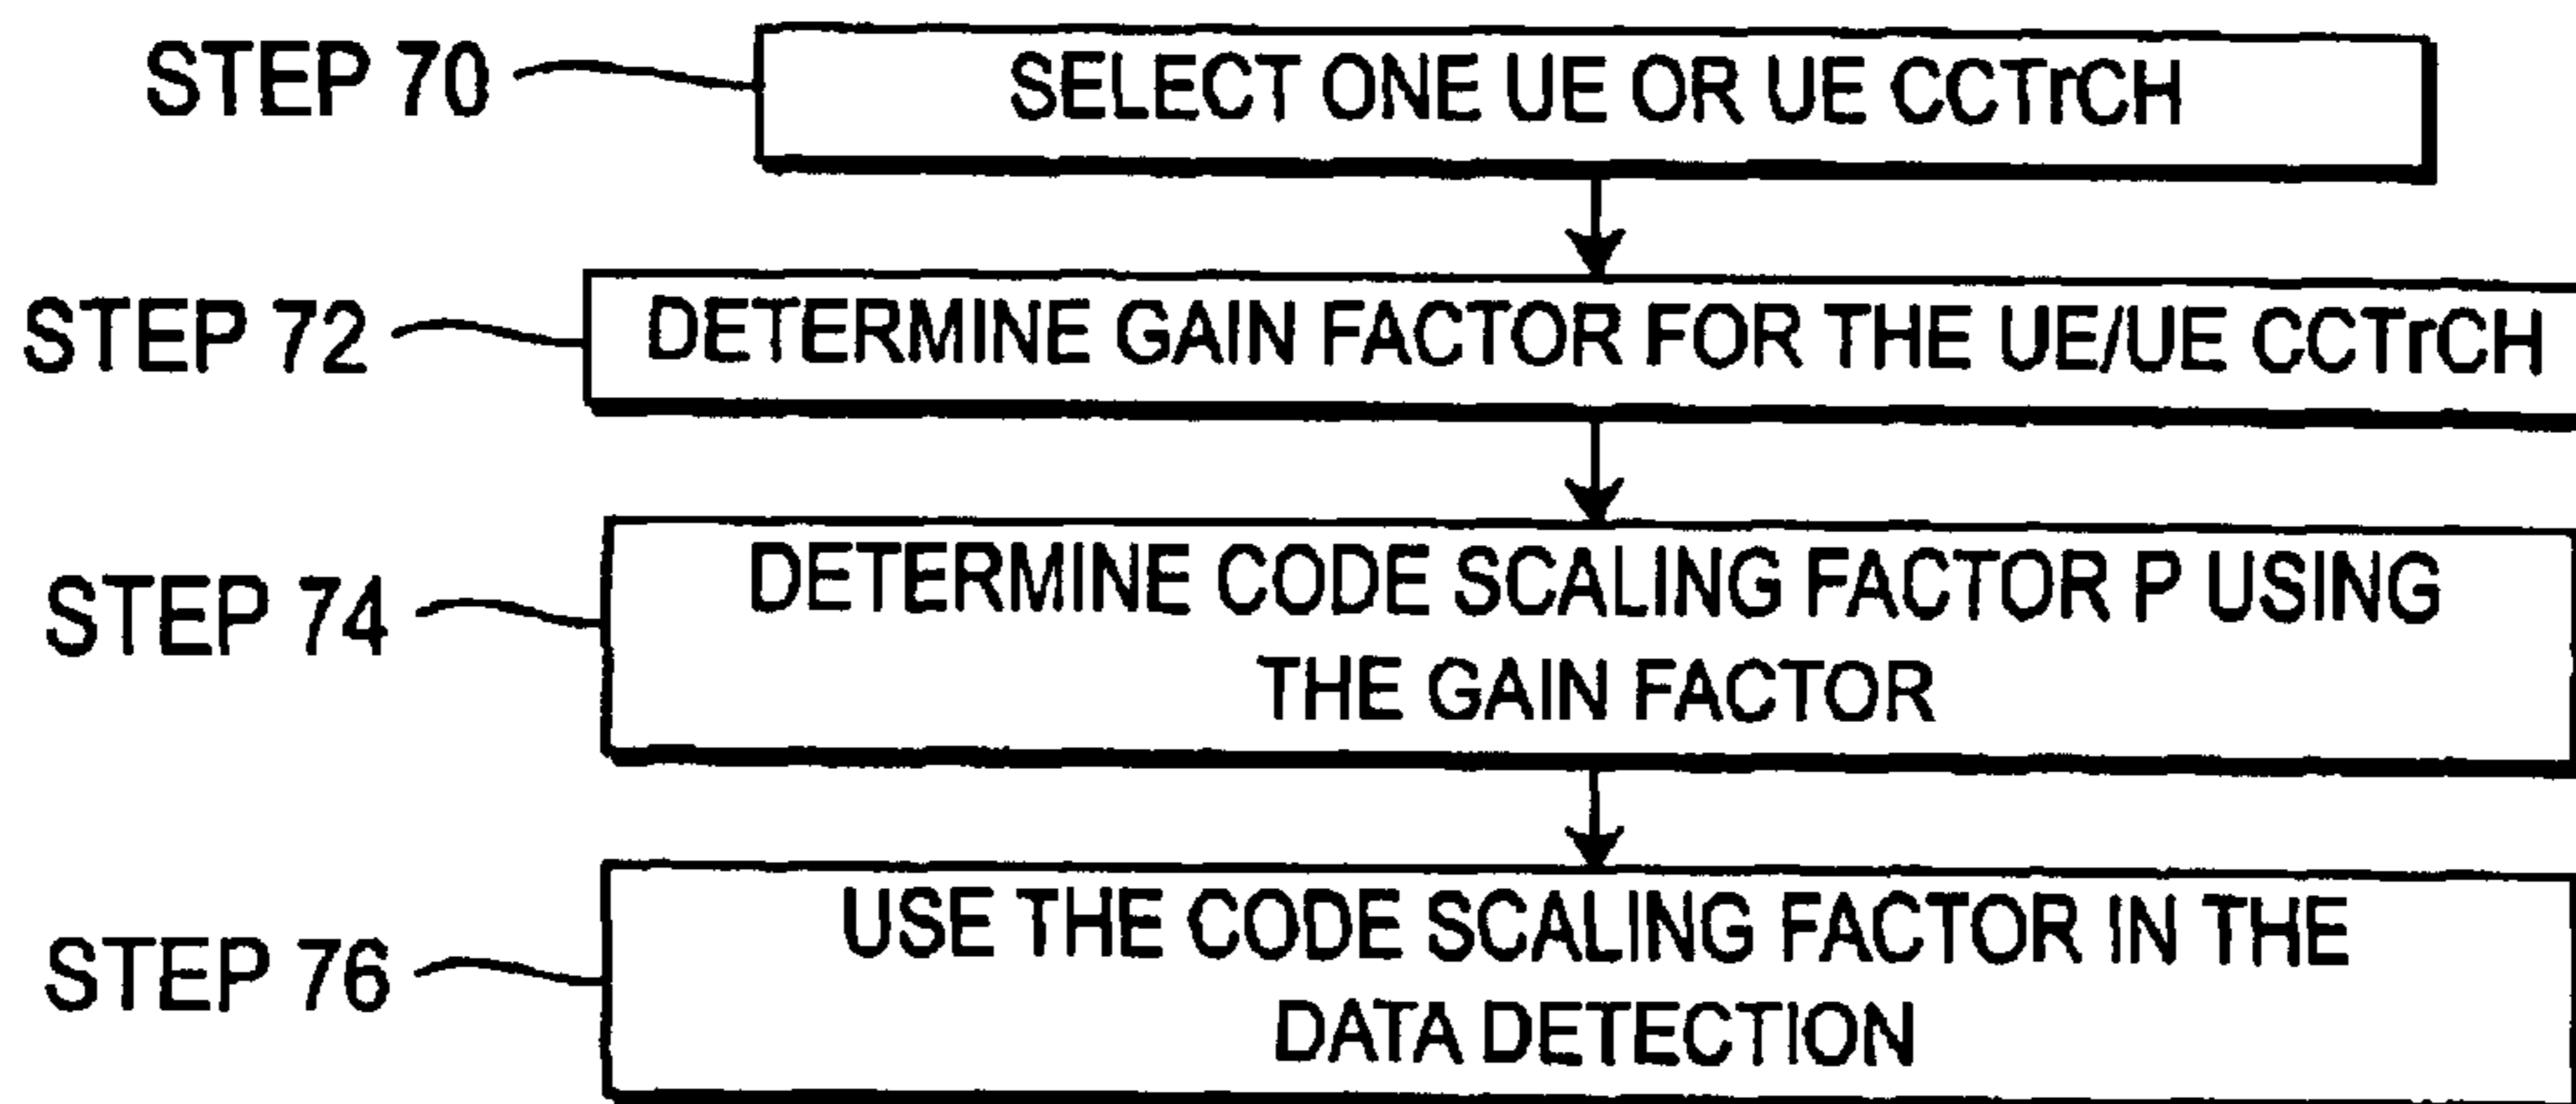 STEP 70
SELECT ONE UE OR UE CCTrCH
STEP 72
DETERMINE GAIN FACTOR FOR THE UE/UE CCTrCH
STEP 74
DETERMINE CODE SCALING FACTOR P USING
THE GAIN FACTOR
STEP 76
USE THE CODE SCALING FACTOR IN THE
DATA DETECTION